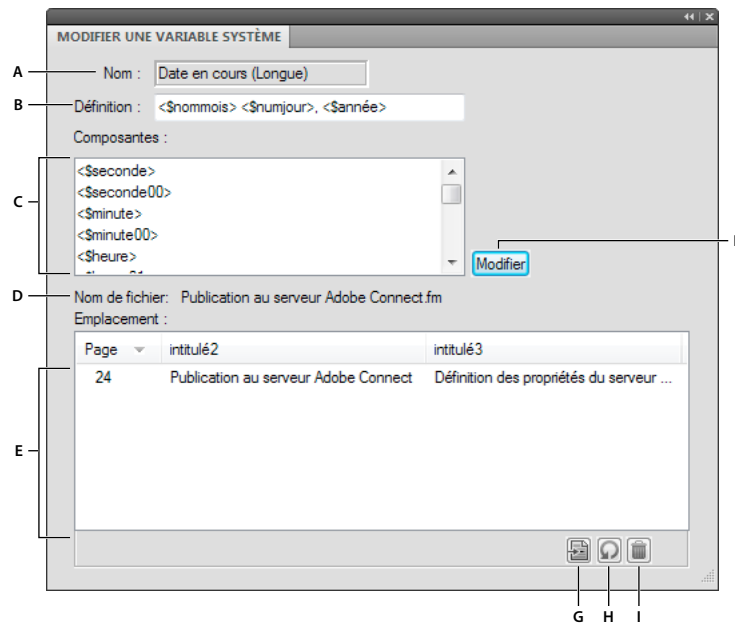 MODIFIER UNE VARIABLE SYSTÈME
A
Nom :
Date en cours (Longue)
B
Définition :
<$nommois> <$numjour>, <$année>
Composantes :
C
<$seconde>
<$seconde00>
<$minute>
<$minute00>
<$heure>
Modifier
D
Nom de fichier: Publication au serveur Adobe Connect.fm
Emplacement :
Page intitulé2 intitulé3
24 Publication au serveur Adobe Connect Définition des propriétés du serveur ...
E
G H I